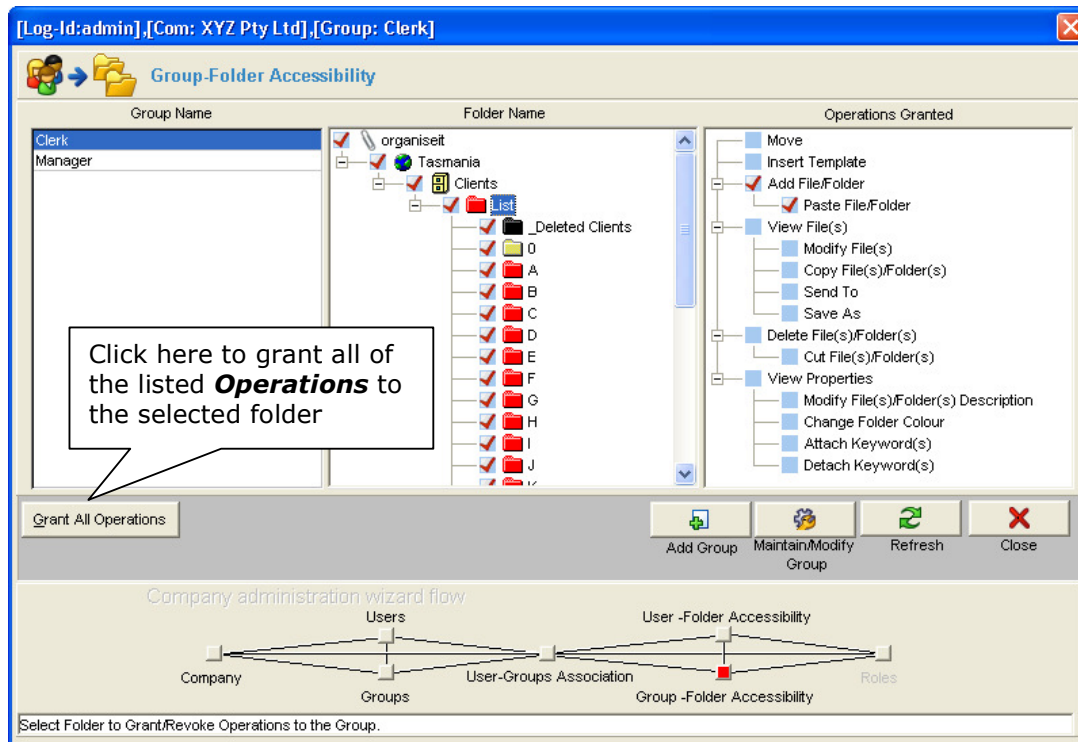 [Log-Id:admin],[Com: XYZ Pty Ltd],[Group: Clerk]
Group-Folder Accessibility
Group Name
Folder Name
Operations Granted
Clerk
Manager
organiseit
Tasmania
Clients
List
_Deleted Clients
0
A
B
C
D
E
F
G
H
I
J
K
Move
Insert Template
Add File/Folder
Paste File/Folder
View File(s)
Modify File(s)
Copy File(s)/Folder(s)
Send To
Save As
Delete File(s)/Folder(s)
Cut File(s)/Folder(s)
View Properties
Modify File(s)/Folder(s) Description
Change Folder Colour
Attach Keyword(s)
Detach Keyword(s)
Click here to grant all of
the listed Operations to
the selected folder
Grant All Operations
Add Group
Maintain/Modify
Group
Refresh
Close
Company administration wizard flow
Users
User -Folder Accessibility
Company
User-Groups Association
Roles
Groups
Group -Folder Accessibility
Select Folder to Grant/Revoke Operations to the Group.